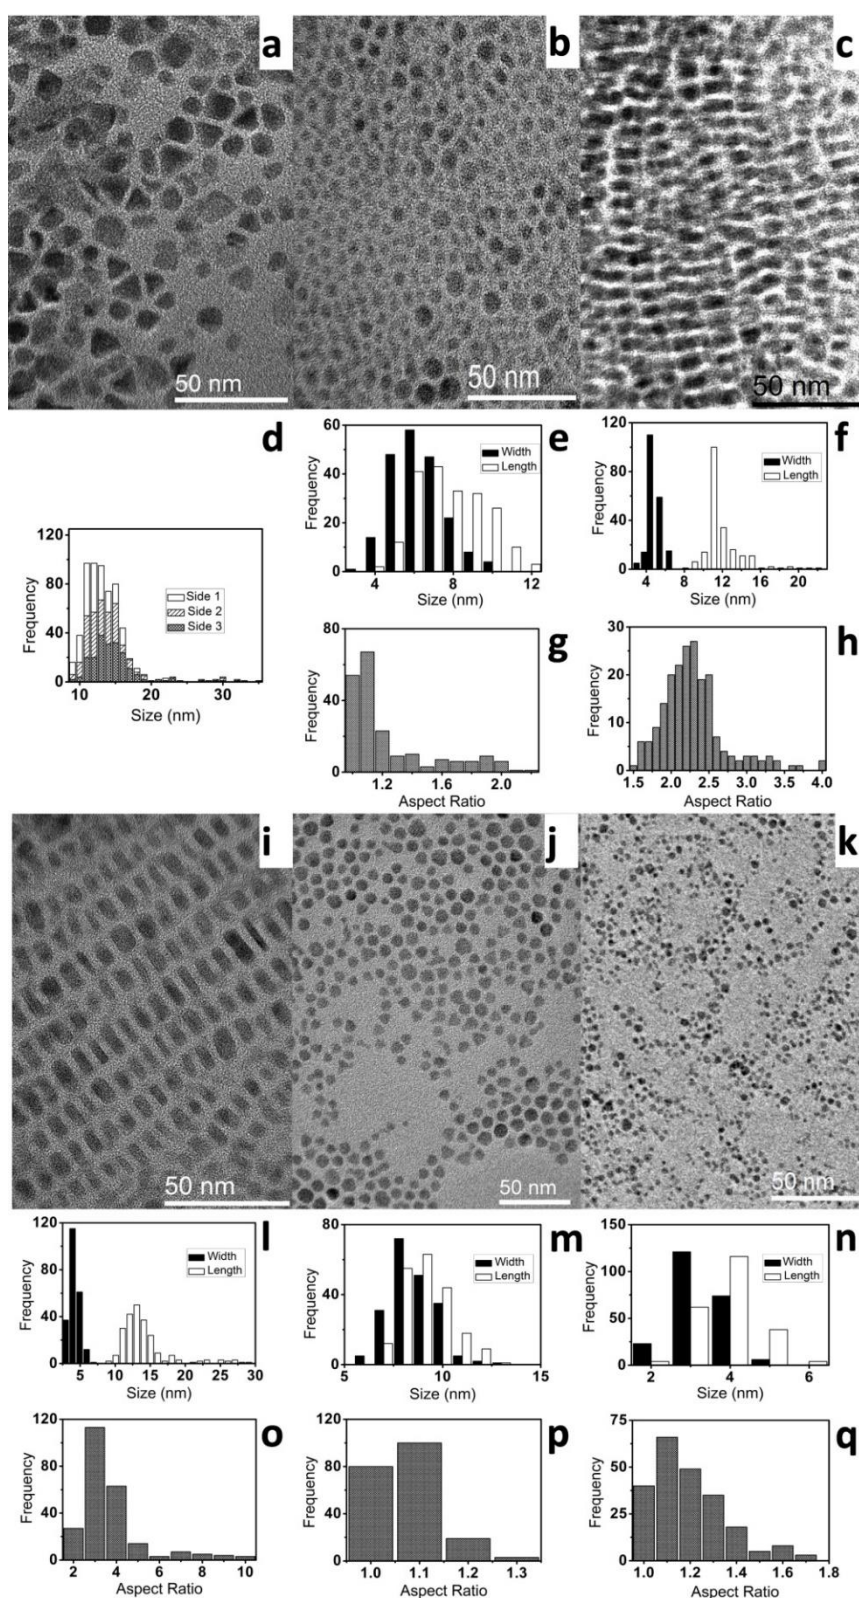 a
b
c
50 nm
50 nm
50 nm
d
Frequency
120
80
40
0
10
20
30
Size (nm)
Side 1
Side 2
Side 3
e
Frequency
60
40
20
0
4
8
12
Size (nm)
Width
Length
f
Frequency
120
80
40
0
4
8
12
16
20
Size (nm)
Width
Length
g
Frequency
80
40
0
1.2
1.6
2.0
Aspect Ratio
h
Frequency
30
20
10
0
1.5
2.0
2.5
3.0
3.5
4.0
Aspect Ratio
i
j
k
50 nm
50 nm
50 nm
l
Frequency
120
80
40
0
5
10
15
20
25
30
Size (nm)
Width
Length
m
Frequency
80
40
0
5
10
15
Size (nm)
Width
Length
n
Frequency
150
100
50
0
2
4
6
Size (nm)
Width
Length
o
Frequency
120
80
40
0
2
4
6
8
10
Aspect Ratio
p
Frequency
120
80
40
0
1.0
1.1
1.2
1.3
Aspect Ratio
q
Frequency
75
50
25
0
1.0
1.2
1.4
1.6
1.8
Aspect Ratio